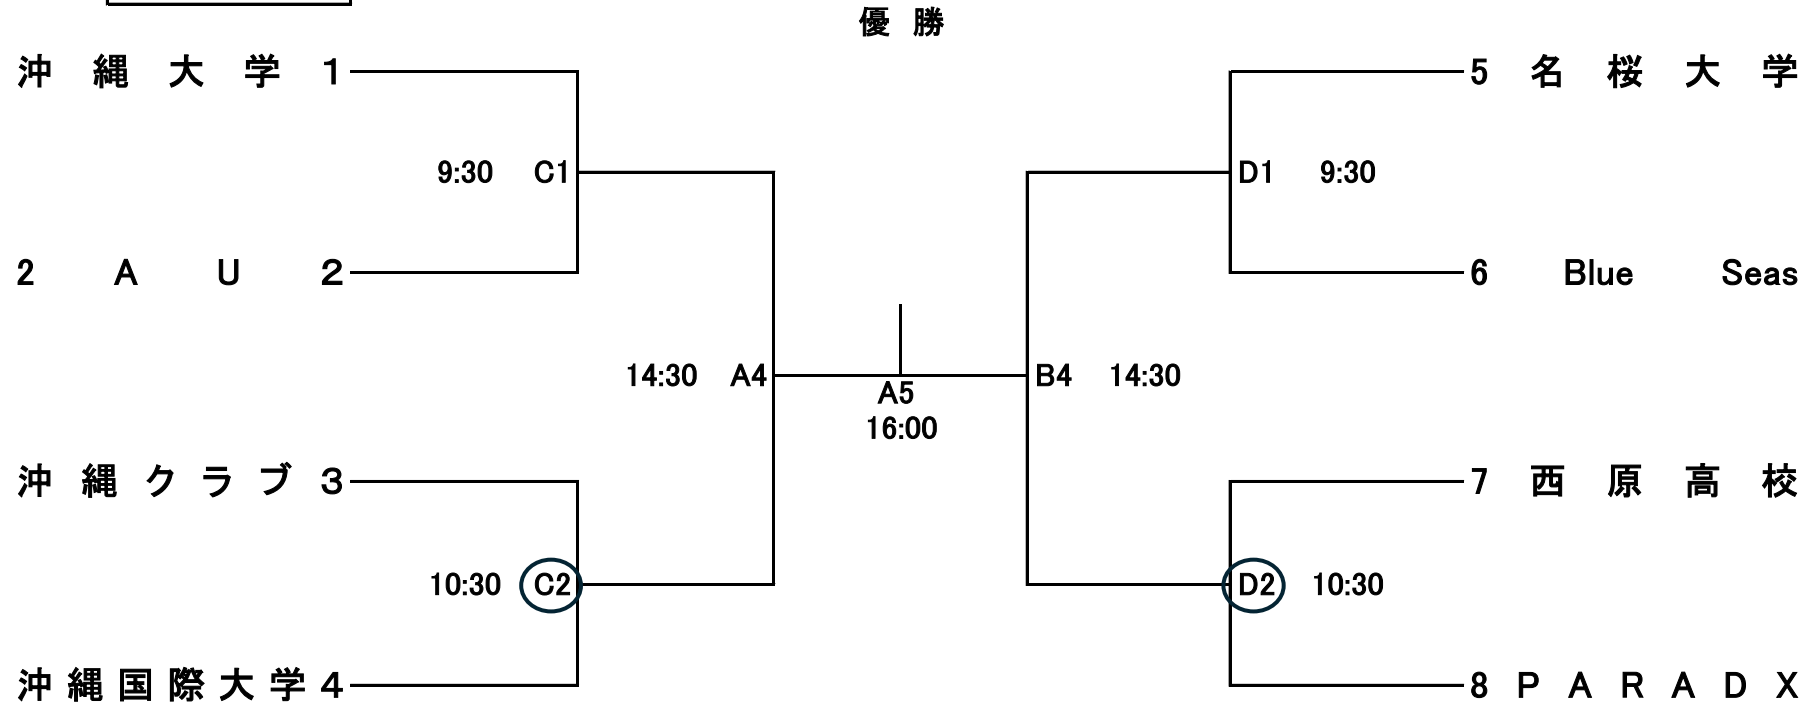 優 勝
沖 縄 大 学 1
5 名 桜 大 学
9:30 C1
D1 9:30
2 A U 2
6 Blue Seas
14:30 A4
B4 14:30
A5
16:00
沖 縄 ク ラ ブ 3
7 西 原 高 校
10:30 C2
D2 10:30
沖 縄 国 際 大 学 4
8 P A R A D X